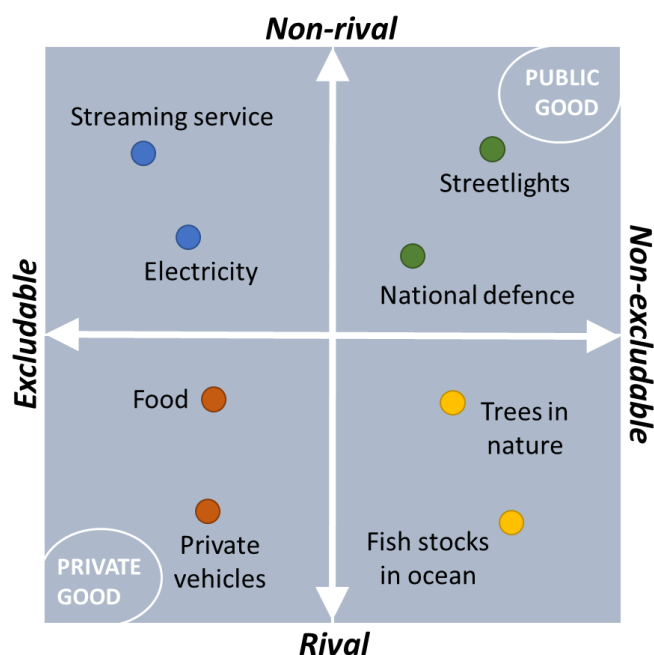 Non-rival
PUBLIC
GOOD
Streaming service
Streetlights
Electricity
National defence
Excludable
Non-excludable
Food
Trees in
nature
Private
vehicles
Fish stocks
in ocean
PRIVATE
GOOD
Rival